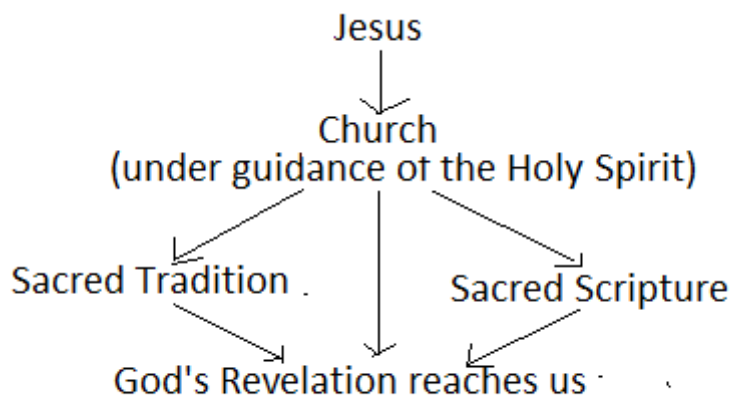 Jesus
Church
(under guidance of the Holy Spirit)
Sacred Tradition
Sacred Scripture
God's Revelation reaches us